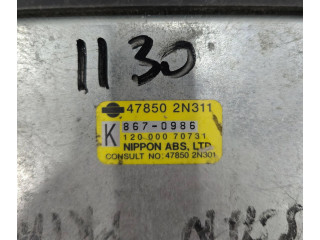 1130
47850 2N311
K 867-0986
120 000 70731
NIPPON ABS, LTD.
CONSULT NO: 47850 2N301